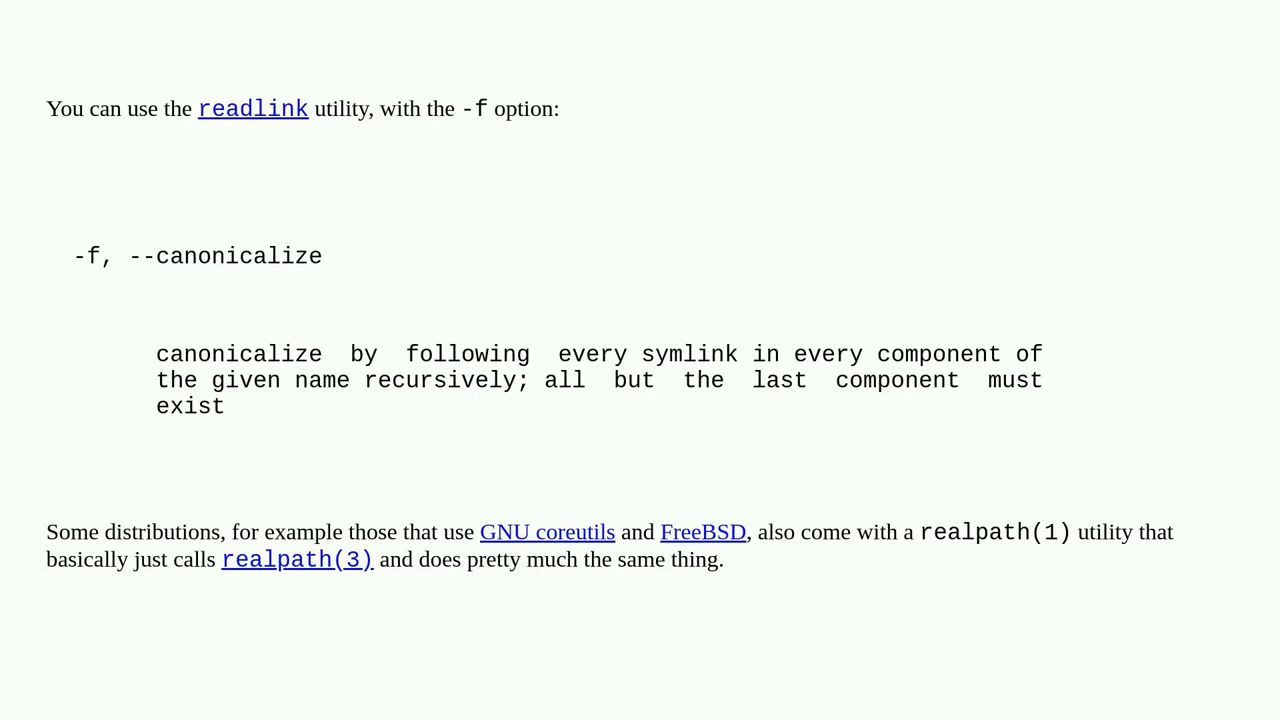 You can use the readlink utility, with the -f option:
-f, --canonicalize
canonicalize  by  following  every symlink in every component of
the given name recursively; all  but  the  last  component  must
exist
Some distributions, for example those that use GNU coreutils and FreeBSD, also come with a realpath(1) utility that
basically just calls realpath(3) and does pretty much the same thing.